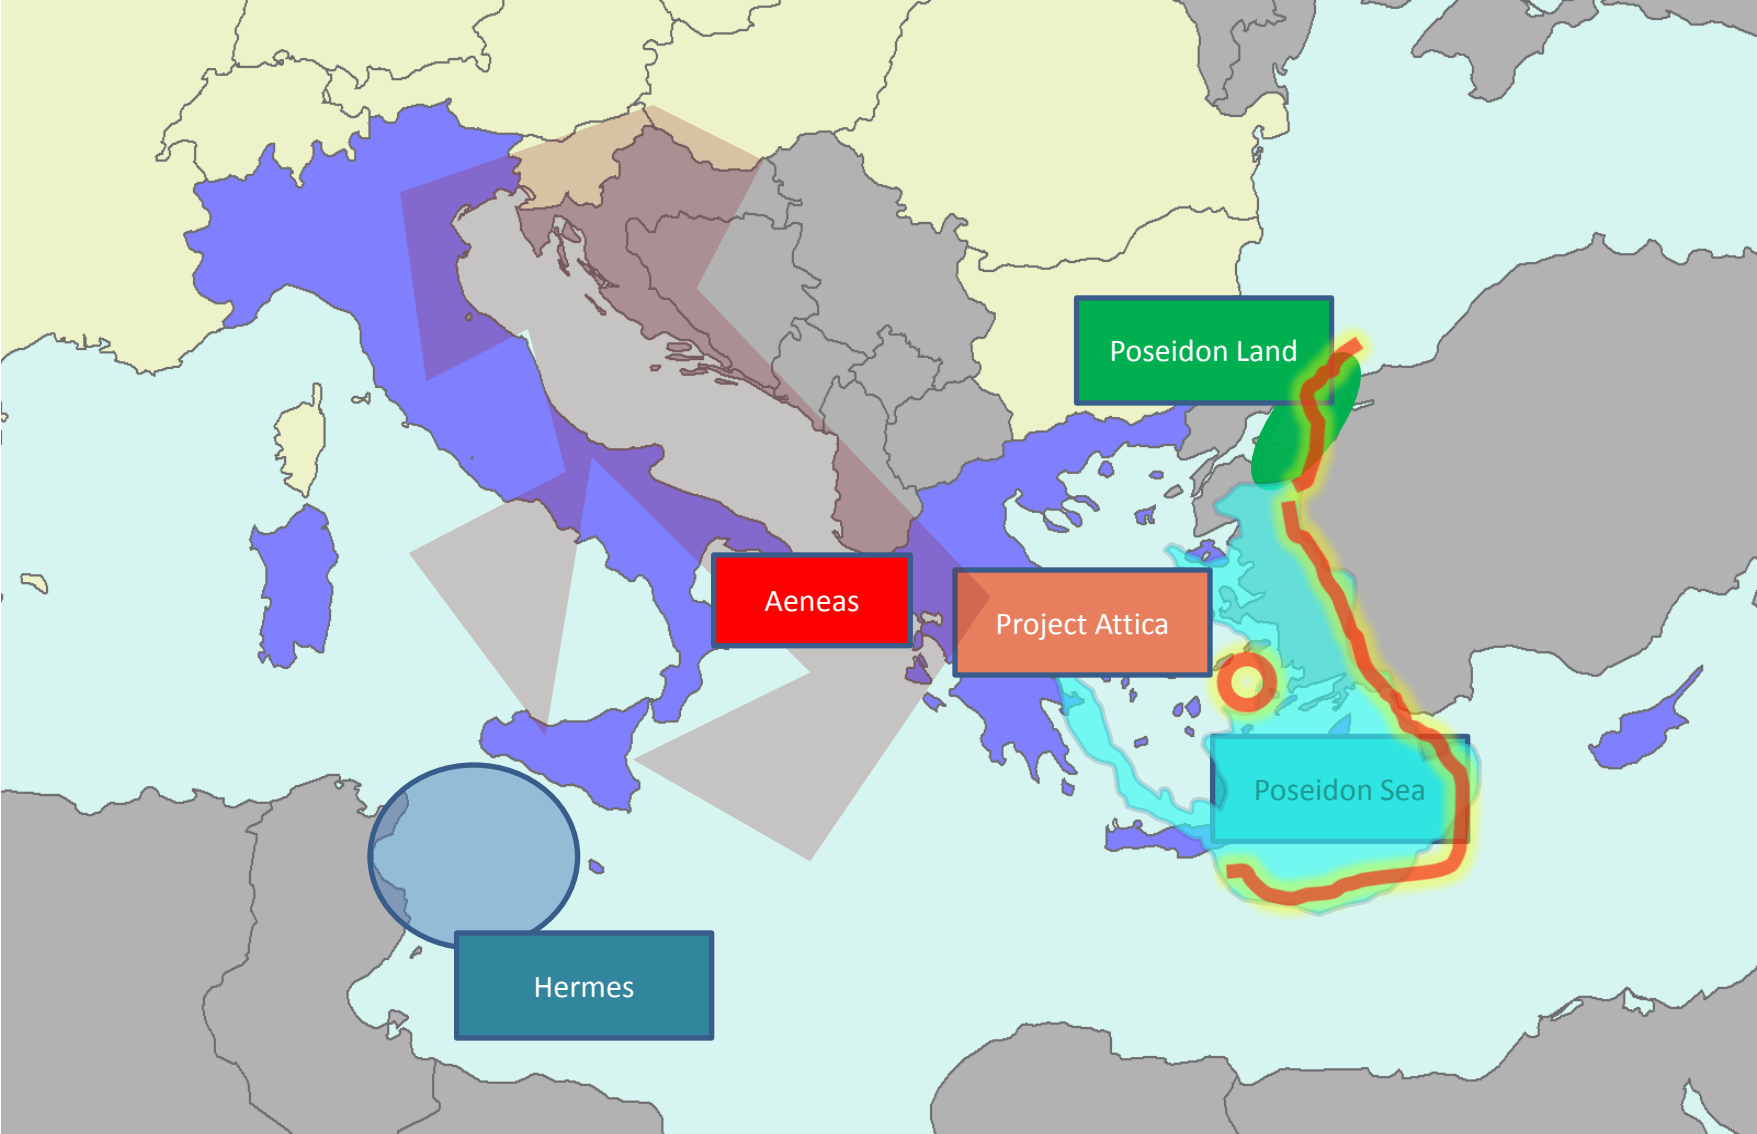 Poseidon Land
Aeneas
Project Attica
Poseidon Sea
Hermes